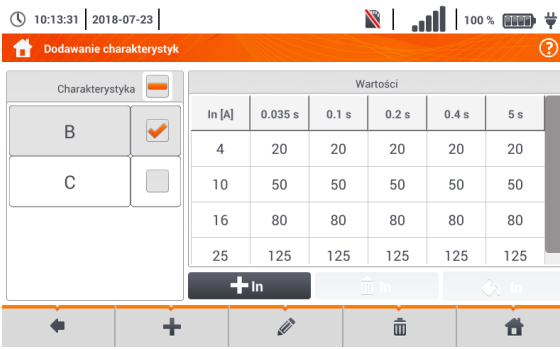 10:13:31 2018-07-23 100 %
Dodawanie charakterystyk ?
Charakterystyka Wartości
In [A] 0.035 s 0.1 s 0.2 s 0.4 s 5 s
B
4 20 20 20 20 20
C
10 50 50 50 50 50
16 80 80 80 80 80
25 125 125 125 125 125
In In In